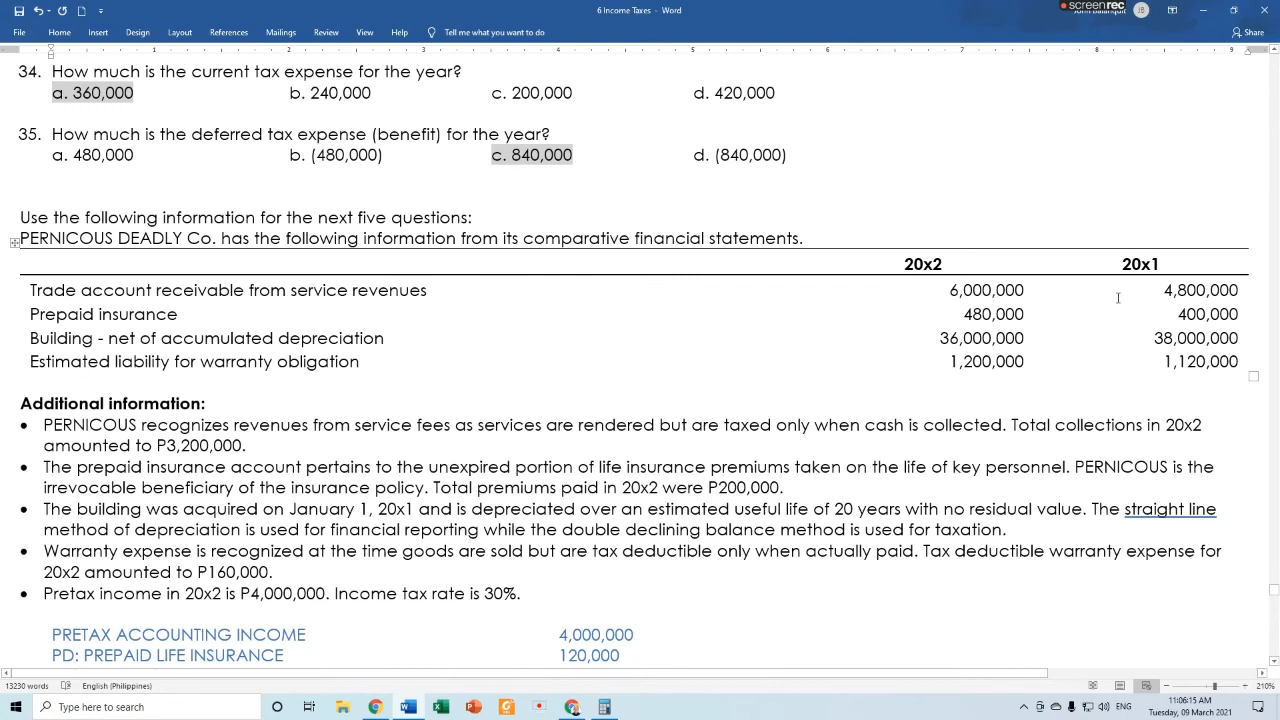 6 Income Taxes - Word
screenrec
JB
File Home Insert Design Layout References Mailings Review View Help Tell me what you want to do Share
1 2 3 4 5 6 7 8 9
34. How much is the current tax expense for the year?
a. 360,000 b. 240,000 c. 200,000 d. 420,000
35. How much is the deferred tax expense (benefit) for the year?
a. 480,000 b. (480,000) c. 840,000 d. (840,000)
Use the following information for the next five questions:
PERNICOUS DEADLY Co. has the following information from its comparative financial statements.
20x2 20x1
Trade account receivable from service revenues 6,000,000 4,800,000
Prepaid insurance 480,000 400,000
Building - net of accumulated depreciation 36,000,000 38,000,000
Estimated liability for warranty obligation 1,200,000 1,120,000
Additional information:
• PERNICOUS recognizes revenues from service fees as services are rendered but are taxed only when cash is collected. Total collections in 20x2
amounted to P3,200,000.
• The prepaid insurance account pertains to the unexpired portion of life insurance premiums taken on the life of key personnel. PERNICOUS is the
irrevocable beneficiary of the insurance policy. Total premiums paid in 20x2 were P200,000.
• The building was acquired on January 1, 20x1 and is depreciated over an estimated useful life of 20 years with no residual value. The straight line
method of depreciation is used for financial reporting while the double declining balance method is used for taxation.
• Warranty expense is recognized at the time goods are sold but are tax deductible only when actually paid. Tax deductible warranty expense for
20x2 amounted to P160,000.
• Pretax income in 20x2 is P4,000,000. Income tax rate is 30%.
PRETAX ACCOUNTING INCOME 4,000,000
PD: PREPAID LIFE INSURANCE 120,000
13230 words English (Philippines) 210%
Type here to search
11:06:15 AM
Tuesday, 09 March 2021